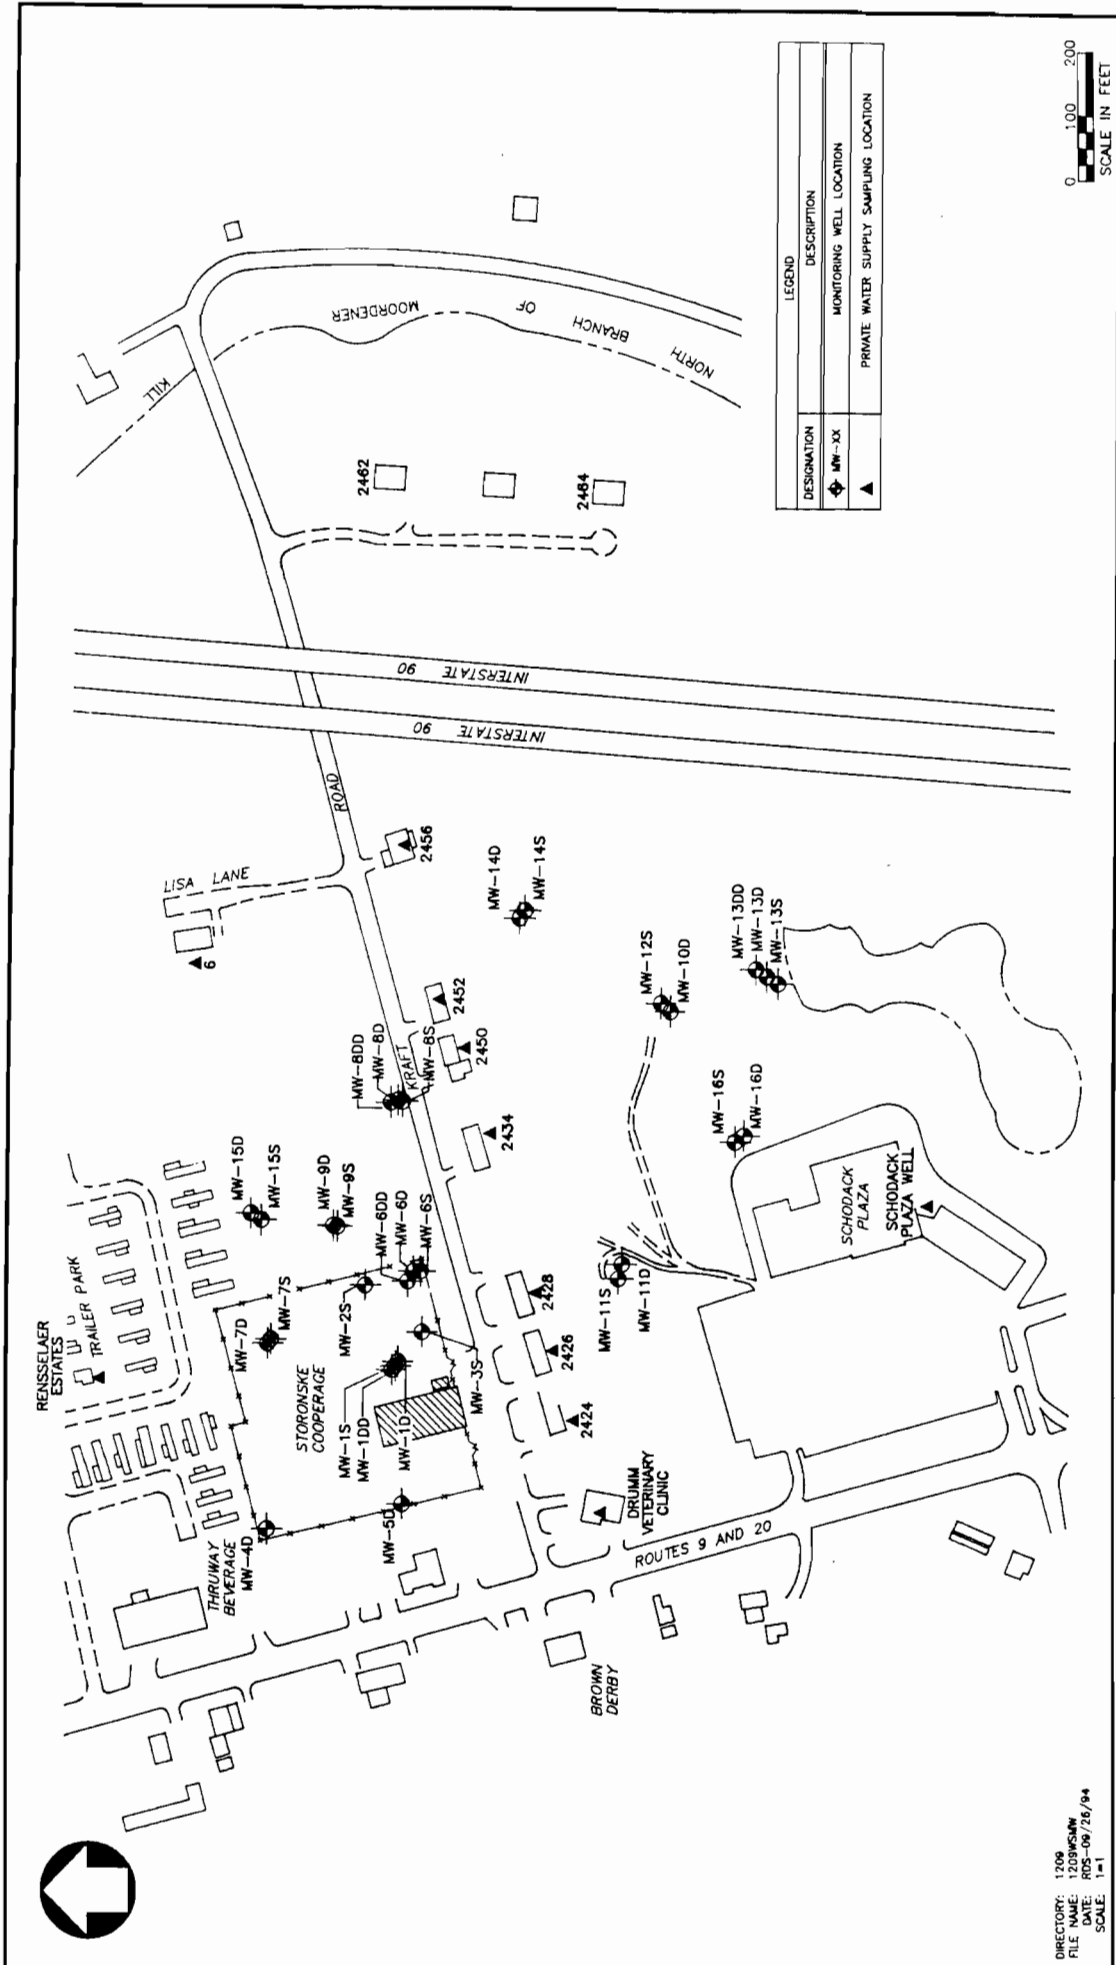 RENSSELAER
ESTATES
TRAILER PARK
THRUWAY
BEVERAGE
MW-4D
MW-7D
MW-7S
MW-15D
MW-15S
MW-9D
MW-9S
MW-2S
MW-6DD
MW-6D
MW-6S
STORONSKE
COOPERAGE
MW-1S
MW-1DD
MW-1D
MW-3S
MW-5D
MW-8DD
MW-8D
MW-8S
KRAFT
ROAD
LISA LANE
6
2456
2452
2450
2434
2428
2426
2424
DRUMM
VETERINARY
CLINIC
BROWN
DERBY
ROUTES 9 AND 20
MW-14D
MW-14S
MW-12S
MW-10D
MW-13DD
MW-13D
MW-13S
MW-16S
MW-16D
MW-11S
MW-11D
SCHODACK
PLAZA
SCHODACK
PLAZA WELL
INTERSTATE 90
INTERSTATE 90
2462
2464
NORTH BRANCH OF MOORDENER KILL
LEGEND
DESIGNATION DESCRIPTION
MW-XX MONITORING WELL LOCATION
PRIVATE WATER SUPPLY SAMPLING LOCATION
0 100 200
SCALE IN FEET
DIRECTORY: 1209
FILE NAME: 1209WSMW
DATE: RDS-09/26/94
SCALE: 1=1